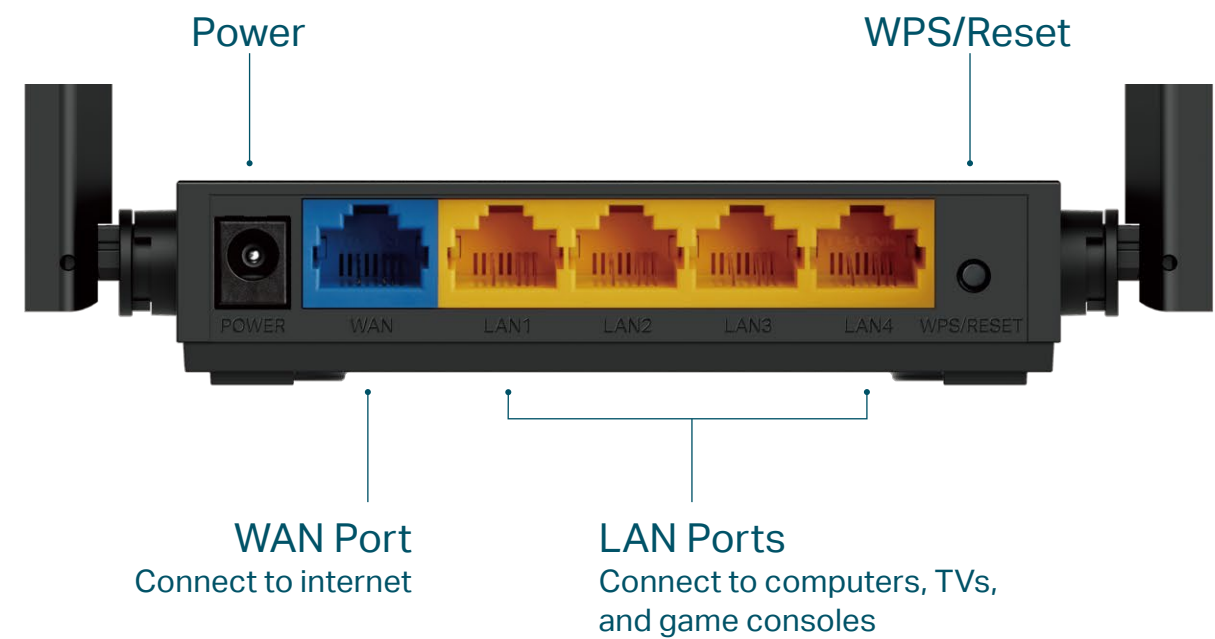 Power
WPS/Reset
POWER
WAN
LAN1
LAN2
LAN3
LAN4
WPS/RESET
WAN Port
Connect to internet
LAN Ports
Connect to computers, TVs,
and game consoles